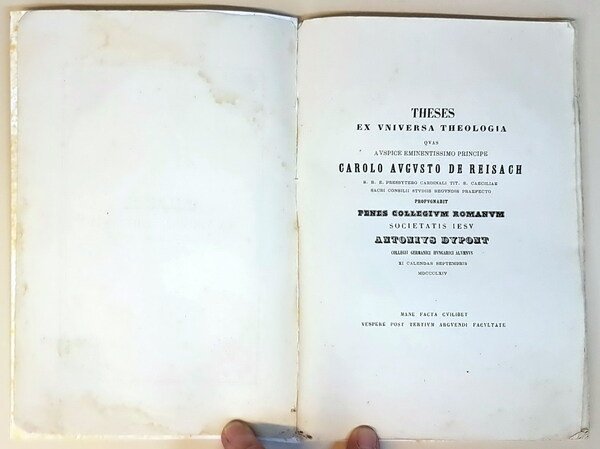 THESES
EX VNIVERSA THEOLOGIA
QVAS
AVSPICE EMINENTISSIMO PRINCIPE
CAROLO AVGVSTO DE REISACH
S. R. E. PRESBYTERO CARDINALI TIT. S. CAECILIAE
SACRI CONSILII STVDIIS REGVNDIS PRAEFECTO
PROPVGNABIT
PENES COLLEGIVM ROMANVM
SOCIETATIS IESV
ANTONIVS DVPONT
COLLEGII GERMANICI HVNGARICI ALVMNVS
XI CALENDAS SEPTEMBRIS
MDCCCLXIV
MANE FACTA CVILIBET
VESPERE POST TERTIVM ARGVENDI FACVLTATE